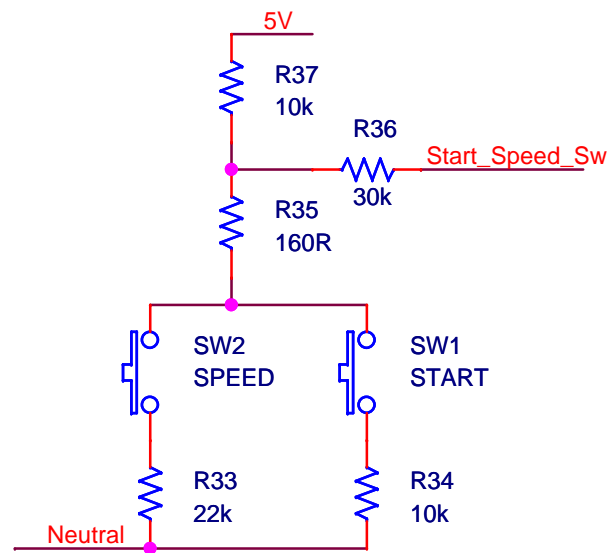 5V
R37
10k
R36
30k
Start_Speed_Sw
R35
160R
SW2
SPEED
SW1
START
R33
22k
R34
10k
Neutral